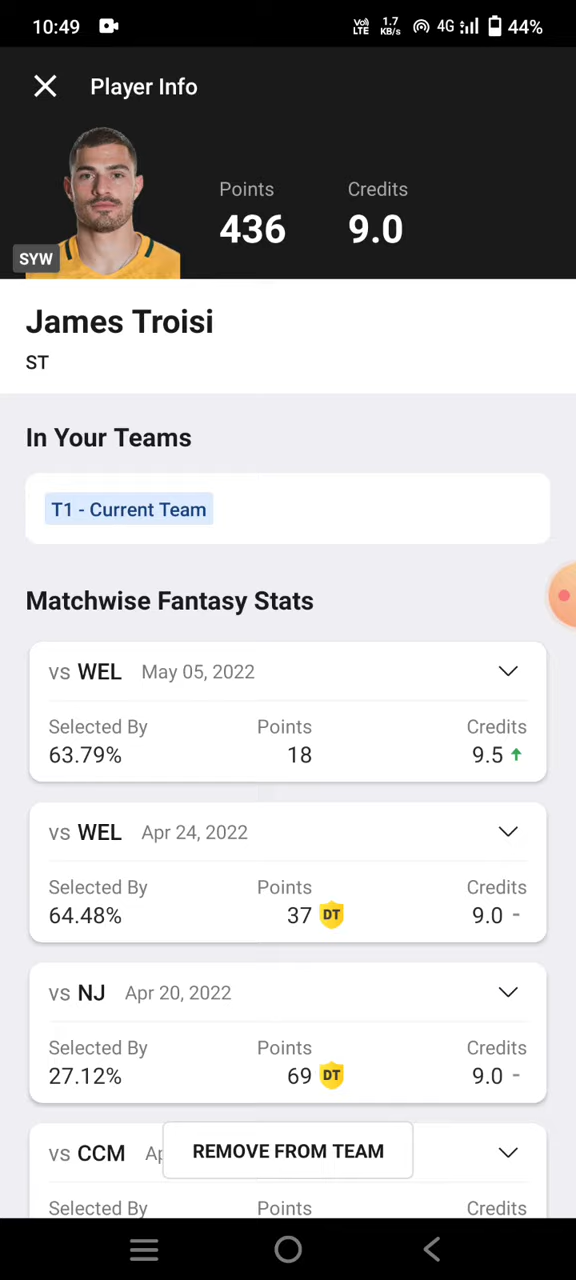 10:49 Vo) LTE 1.7 KB/s 4G 44%
Player Info
Points Credits
436 9.0
SYW
James Troisi
ST
In Your Teams
T1 - Current Team
Matchwise Fantasy Stats
vs WEL May 05, 2022
Selected By Points Credits
63.79% 18 9.5
vs WEL Apr 24, 2022
Selected By Points Credits
64.48% 37 DT 9.0 -
vs NJ Apr 20, 2022
Selected By Points Credits
27.12% 69 DT 9.0 -
vs CCM Ap
REMOVE FROM TEAM
Selected By Points Credits